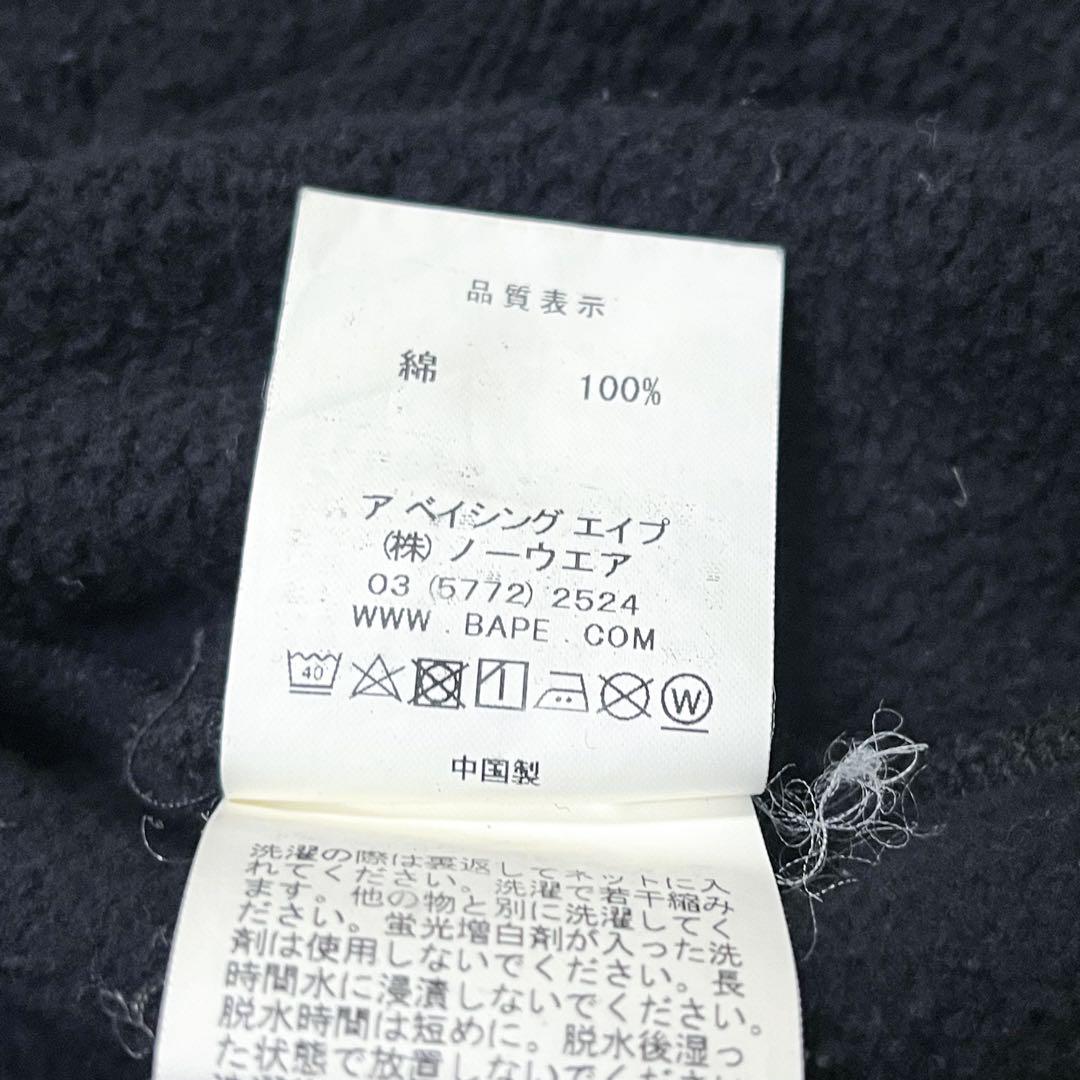 品質表示
綿 100%
ア ベイシング エイプ
(株) ノーウエア
03 (5772) 2524
WWW . BAPE . COM
40 W
中国製
洗濯の際は裏返してネットに入
れてください。洗濯で若干縮み
ます。他の物と別に洗濯してく
ださい。蛍光増白剤が入った洗
剤は使用しないでください。長
時間水に浸漬しないでください。
脱水時間は短めに。脱水後湿っ
た状態で放置しないでください